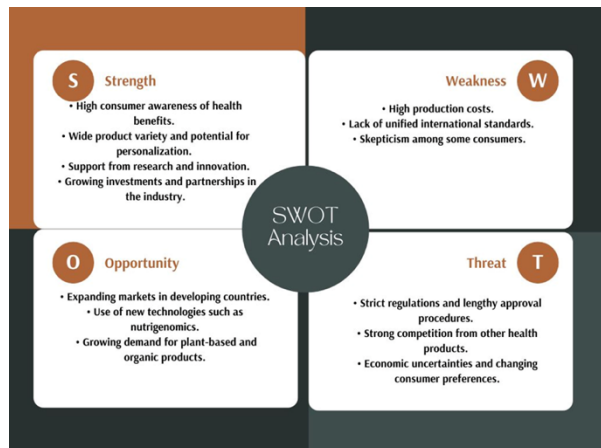 S
Strength
• High consumer awareness of health
benefits.
• Wide product variety and potential for
personalization.
• Support from research and innovation.
• Growing investments and partnerships in
the industry.
Weakness
W
• High production costs.
• Lack of unified international standards.
• Skepticism among some consumers.
SWOT
Analysis
O
Opportunity
• Expanding markets in developing countries.
• Use of new technologies such as
nutrigenomics.
• Growing demand for plant-based and
organic products.
Threat
T
• Strict regulations and lengthy approval
procedures.
• Strong competition from other health
products.
• Economic uncertainties and changing
consumer preferences.